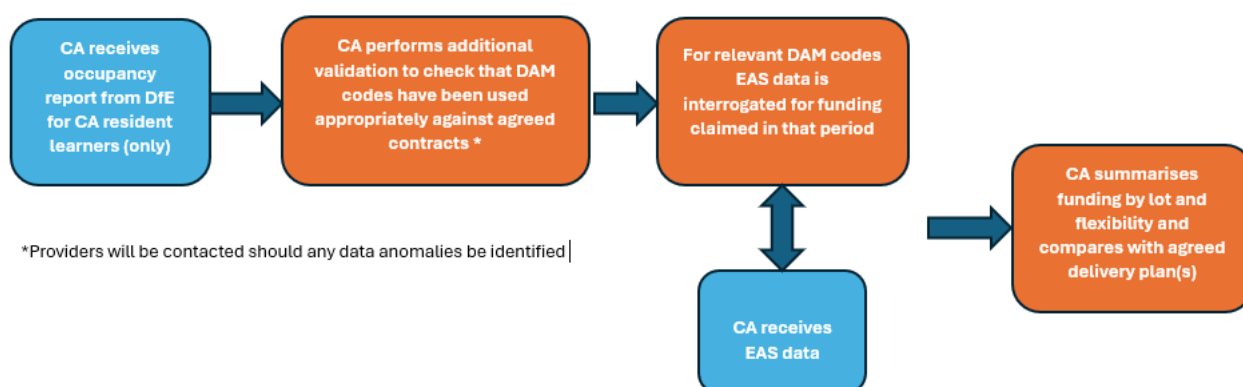 CA receives
occupancy
report from DfE
for CA resident
learners (only)
CA performs additional
validation to check that DAM
codes have been used
appropriately against agreed
contracts *
For relevant DAM codes
EAS data is
interrogated for funding
claimed in that period
CA summarises
funding by lot and
flexibility and
compares with agreed
delivery plan(s)
*Providers will be contacted should any data anomalies be identified
CA receives
EAS data